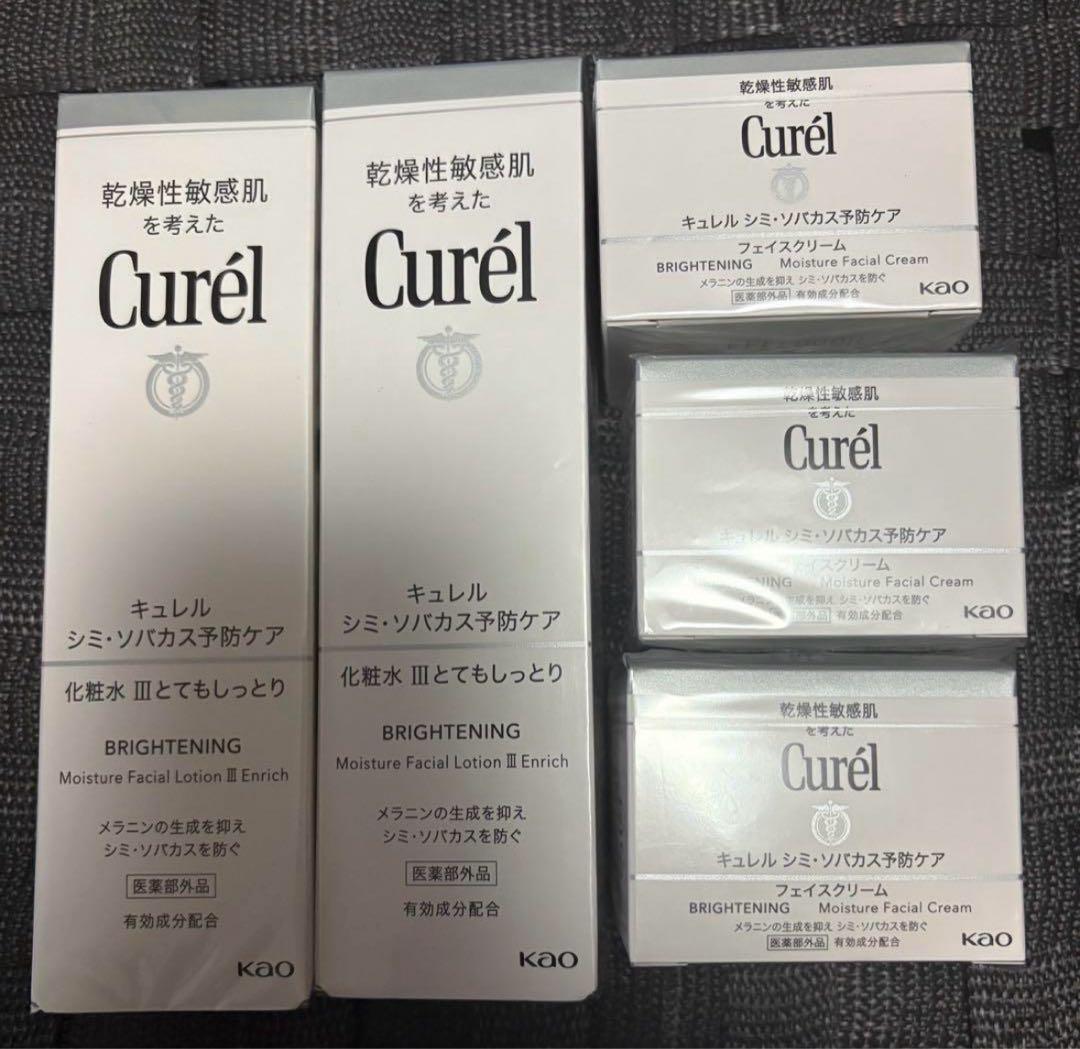 乾燥性敏感肌
を考えた
Curél
キュレル
シミ・ソバカス予防ケア
化粧水 Ⅲとてもしっとり
BRIGHTENING
Moisture Facial Lotion Ⅲ Enrich
メラニンの生成を抑え
シミ・ソバカスを防ぐ
医薬部外品
有効成分配合
Kao
乾燥性敏感肌
を考えた
Curél
キュレル
シミ・ソバカス予防ケア
化粧水 Ⅲとてもしっとり
BRIGHTENING
Moisture Facial Lotion Ⅲ Enrich
メラニンの生成を抑え
シミ・ソバカスを防ぐ
医薬部外品
有効成分配合
Kao
乾燥性敏感肌
を考えた
Curél
キュレル シミ・ソバカス予防ケア
フェイスクリーム
BRIGHTENING Moisture Facial Cream
メラニンの生成を抑え シミ・ソバカスを防ぐ
医薬部外品 有効成分配合
Kao
乾燥性敏感肌
を考えた
Curél
キュレル シミ・ソバカス予防ケア
Moisture Facial Cream
シミ・ソバカスを防ぐ
有効成分配合
Kao
乾燥性敏感肌
を考えた
Curél
キュレル シミ・ソバカス予防ケア
フェイスクリーム
BRIGHTENING Moisture Facial Cream
メラニンの生成を抑え シミ・ソバカスを防ぐ
医薬部外品 有効成分配合
Kao